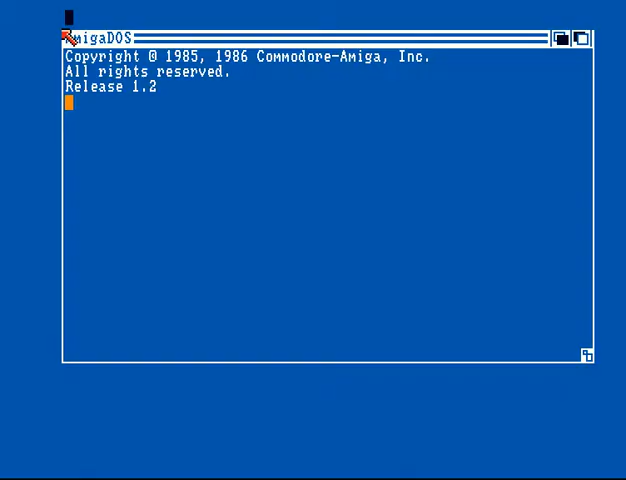 AmigaDOS
Copyright © 1985, 1986 Commodore-Amiga, Inc.
All rights reserved.
Release 1.2